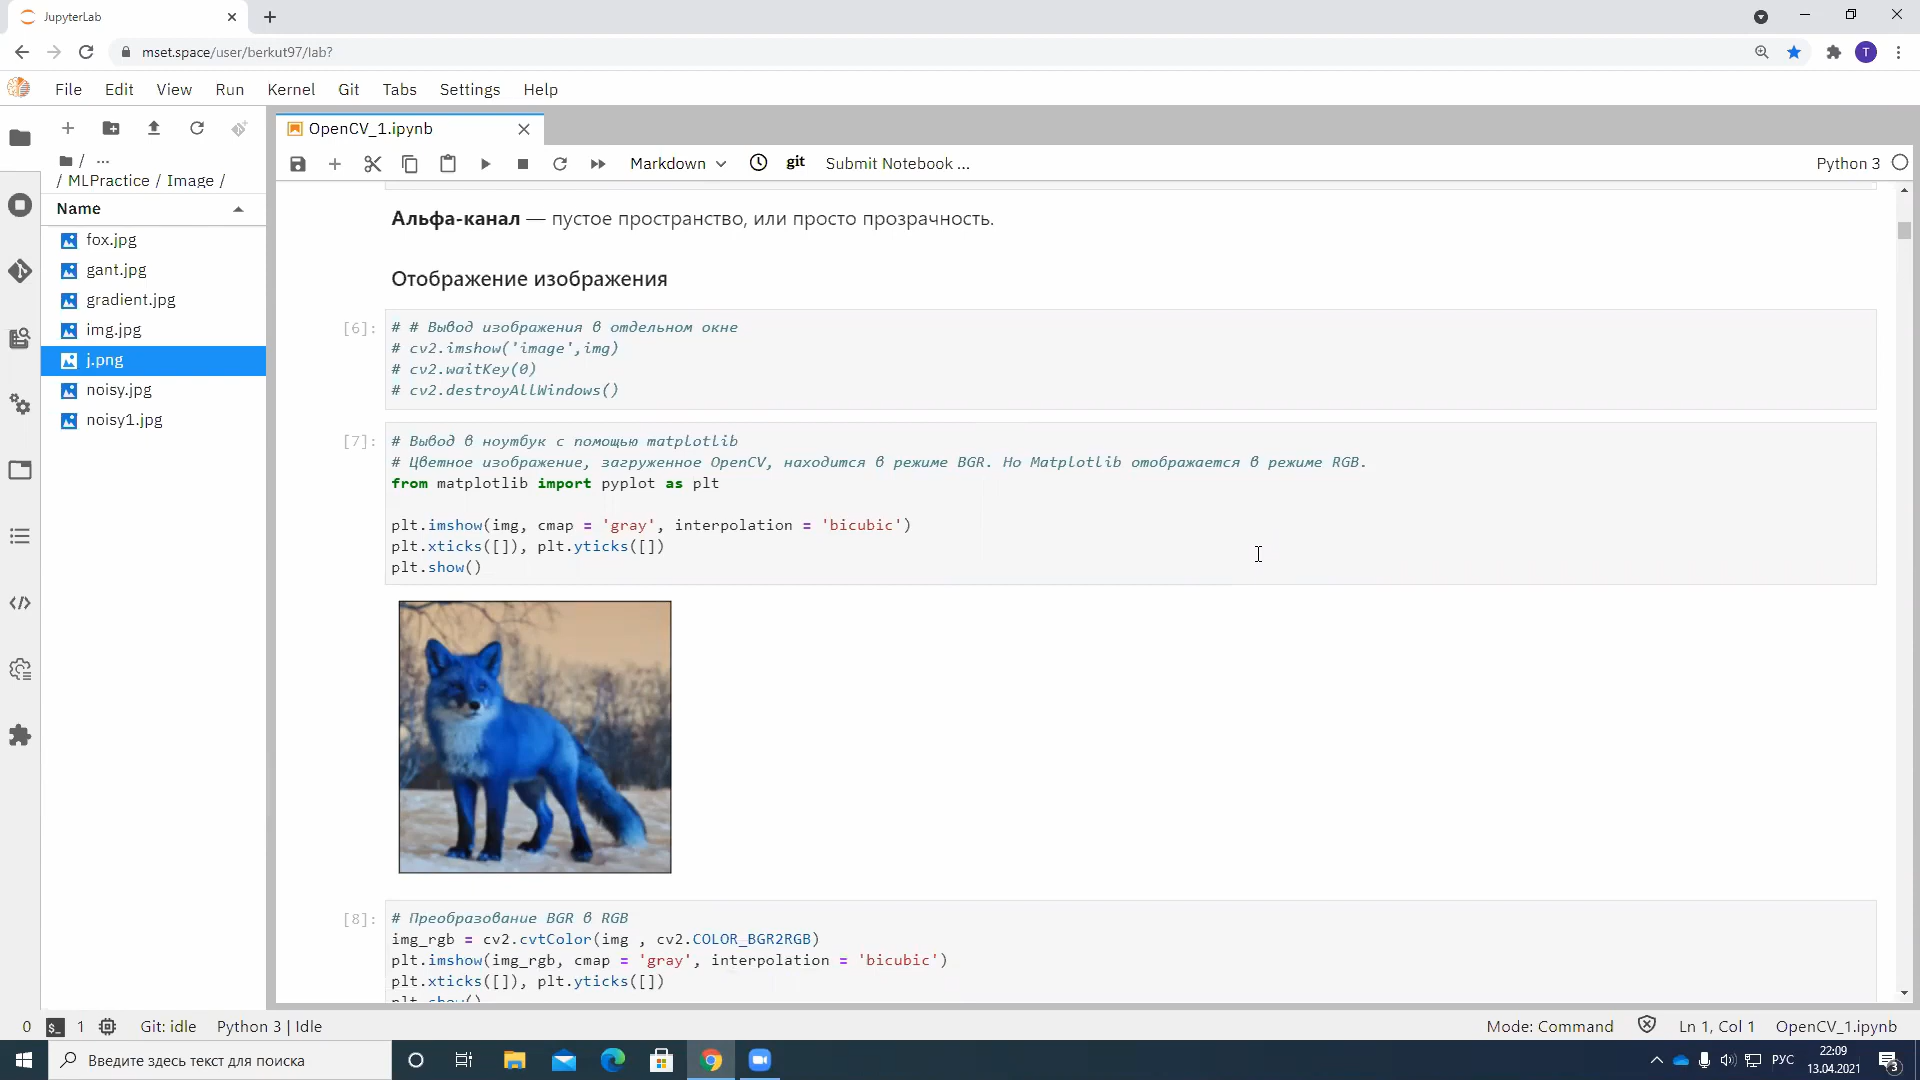 JupyterLab
mset.space/user/berkut97/lab?
T
File Edit View Run Kernel Git Tabs Settings Help
OpenCV_1.ipynb
Markdown git Submit Notebook ... Python 3
/ ...
/ MLPractice / Image /
Name
fox.jpg
gant.jpg
gradient.jpg
img.jpg
j.png
noisy.jpg
noisy1.jpg
Альфа-канал — пустое пространство, или просто прозрачность.
Отображение изображения
[6]: # # Вывод изображения в отдельном окне
# cv2.imshow('image',img)
# cv2.waitKey(0)
# cv2.destroyAllWindows()
[7]: # Вывод в ноутбук с помощью matplotlib
# Цветное изображение, загруженное OpenCV, находится в режиме BGR. Но Matplotlib отображается в режиме RGB.
from matplotlib import pyplot as plt
plt.imshow(img, cmap = 'gray', interpolation = 'bicubic')
plt.xticks([]), plt.yticks([])
plt.show()
[8]: # Преобразование BGR в RGB
img_rgb = cv2.cvtColor(img , cv2.COLOR_BGR2RGB)
plt.imshow(img_rgb, cmap = 'gray', interpolation = 'bicubic')
plt.xticks([]), plt.yticks([])
plt.show()
0 $_ 1 Git: idle Python 3 | Idle Mode: Command Ln 1, Col 1 OpenCV_1.ipynb
Введите здесь текст для поиска
РУС
22:09
13.04.2021
3